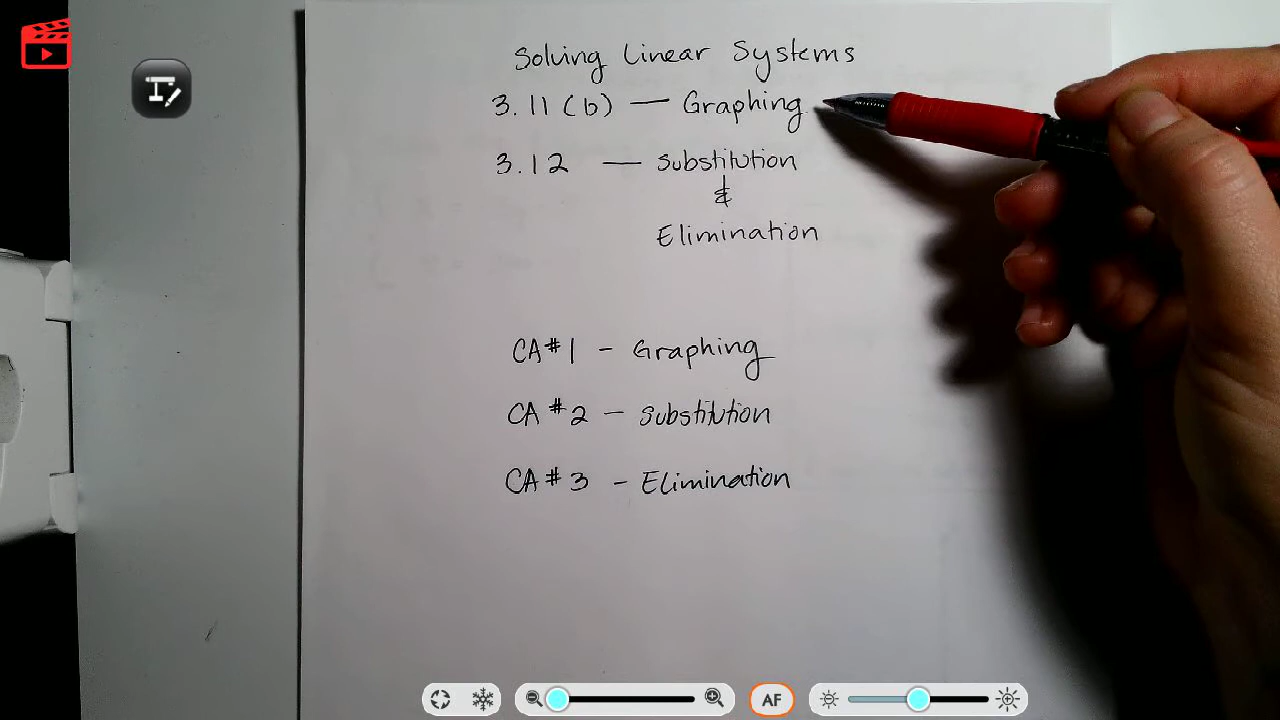 Solving Linear Systems
3.11(b) — Graphing
3.12 — Substitution
&
Elimination
CA#1 - Graphing
CA #2 - Substitution
CA #3 - Elimination
AF